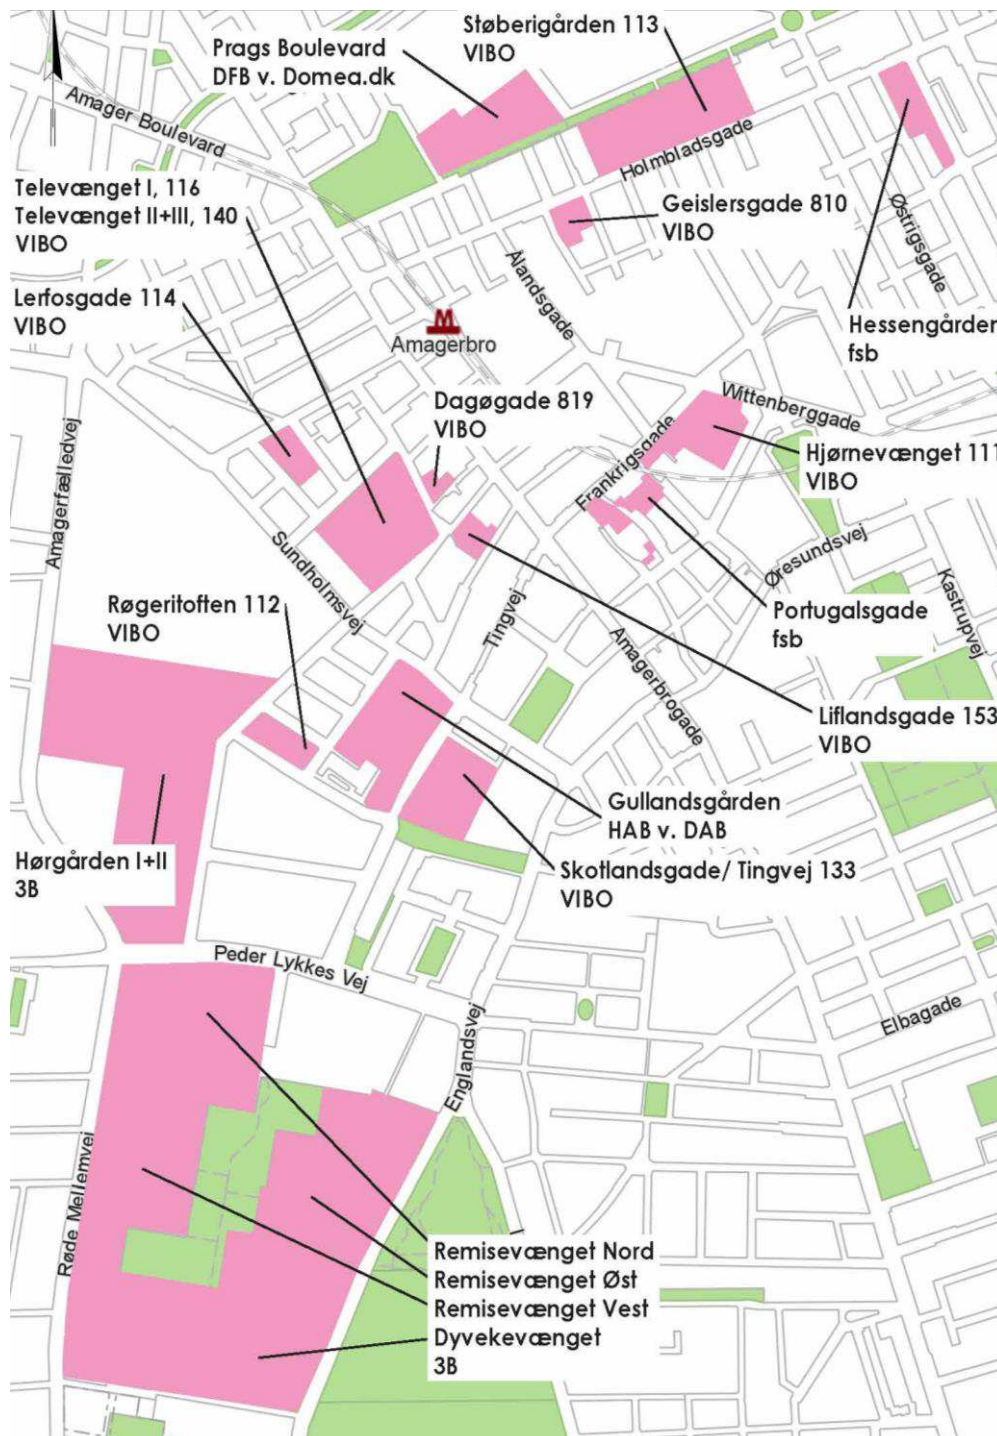 Støberigården 113
VIBO
Prags Boulevard
DFB v. Domea.dk
Amager Boulevard
Holmbladsgade
Televænget I, 116
Televænget II+III, 140
VIBO
Geislersgade 810
VIBO
Østrigsgade
Ålandsgade
Lerfosgade 114
VIBO
M
Amagerbro
Hessengården
fsb
Dagøgade 819
VIBO
Wittenberggade
Frankrigsgade
Hjørnevænget 111
VIBO
Amagerfælledvej
Sundholmsvej
Øresundsvej
Kastrupvej
Røgeritoften 112
VIBO
Tingvej
Portugalsgade
fsb
Amagerbrogade
Liflandsgade 153
VIBO
Gullandsgården
HAB v. DAB
Hørgården I+II
3B
Skotlandsgade/ Tingvej 133
VIBO
Peder Lykkes Vej
Elbagade
Englandsvej
Røde Mellemvej
Remisevænget Nord
Remisevænget Øst
Remisevænget Vest
Dyvekevænget
3B